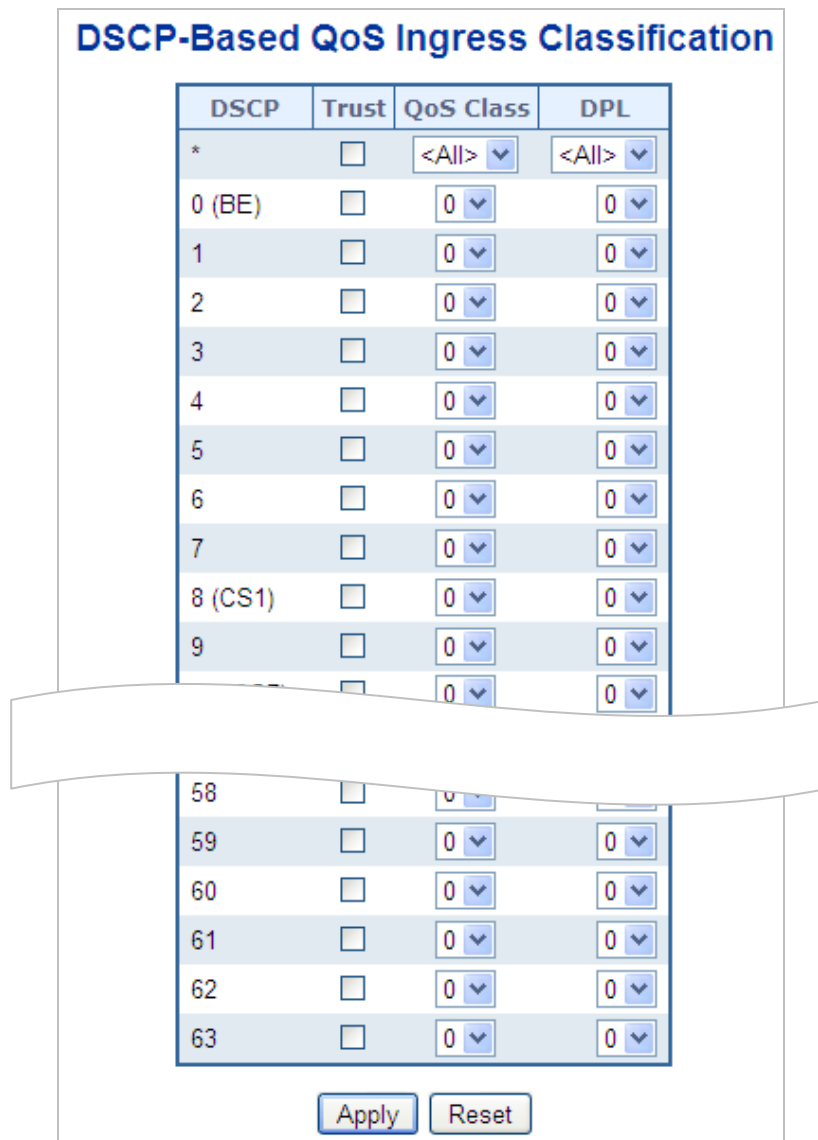 DSCP-Based QoS Ingress Classification
DSCP Trust QoS Class DPL
* <All> <All>
0 (BE) 0 0
1 0 0
2 0 0
3 0 0
4 0 0
5 0 0
6 0 0
7 0 0
8 (CS1) 0 0
9 0 0
0 0
58 0
59 0 0
60 0 0
61 0 0
62 0 0
63 0 0
Apply Reset